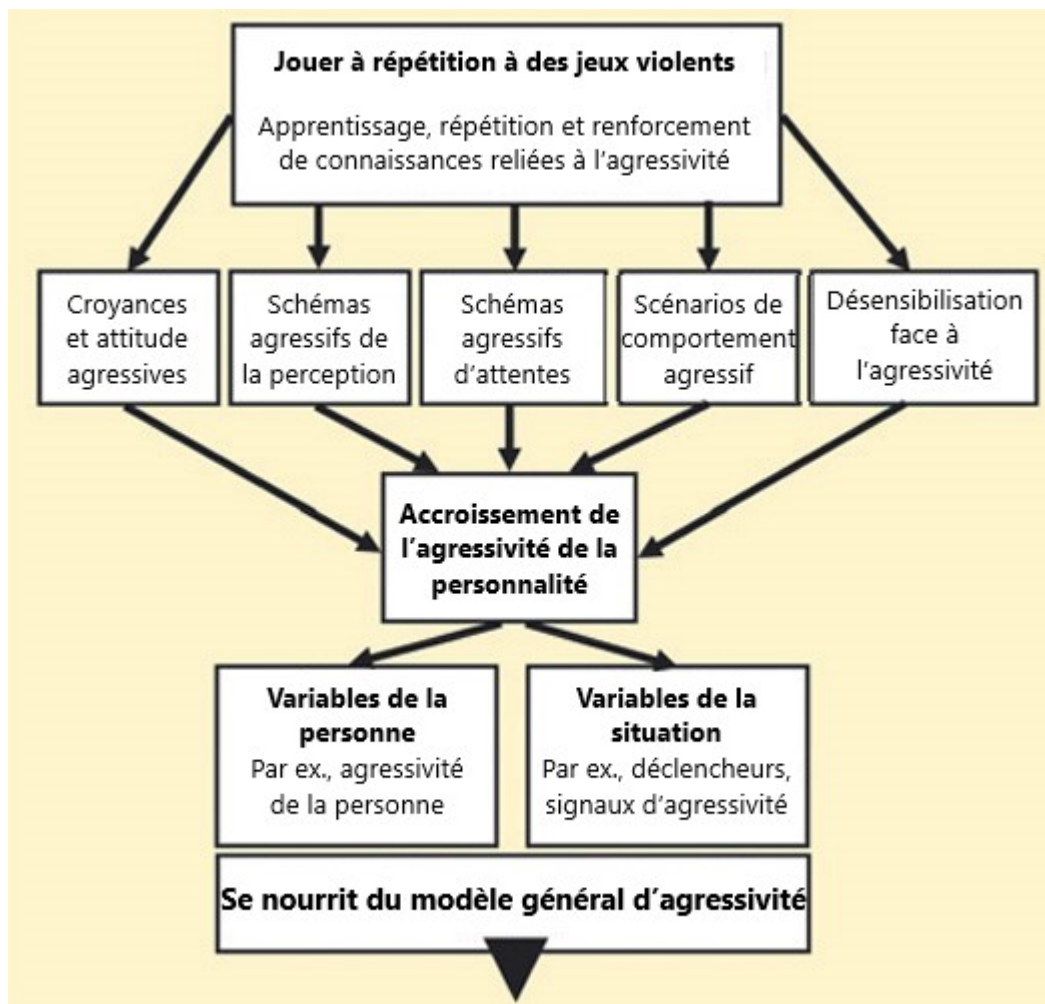 Jouer à répétition à des jeux violents
Apprentissage, répétition et renforcement
de connaissances reliées à l'agressivité
Croyances
et attitude
agressives
Schémas
agressifs de
la perception
Schémas
agressifs
d'attentes
Scénarios de
comportement
agressif
Désensibilisation
face à
l'agressivité
Accroissement de
l'agressivité de la
personnalité
Variables de la
personne
Par ex., agressivité
de la personne
Variables de la
situation
Par ex., déclencheurs,
signaux d'agressivité
Se nourrit du modèle général d'agressivité